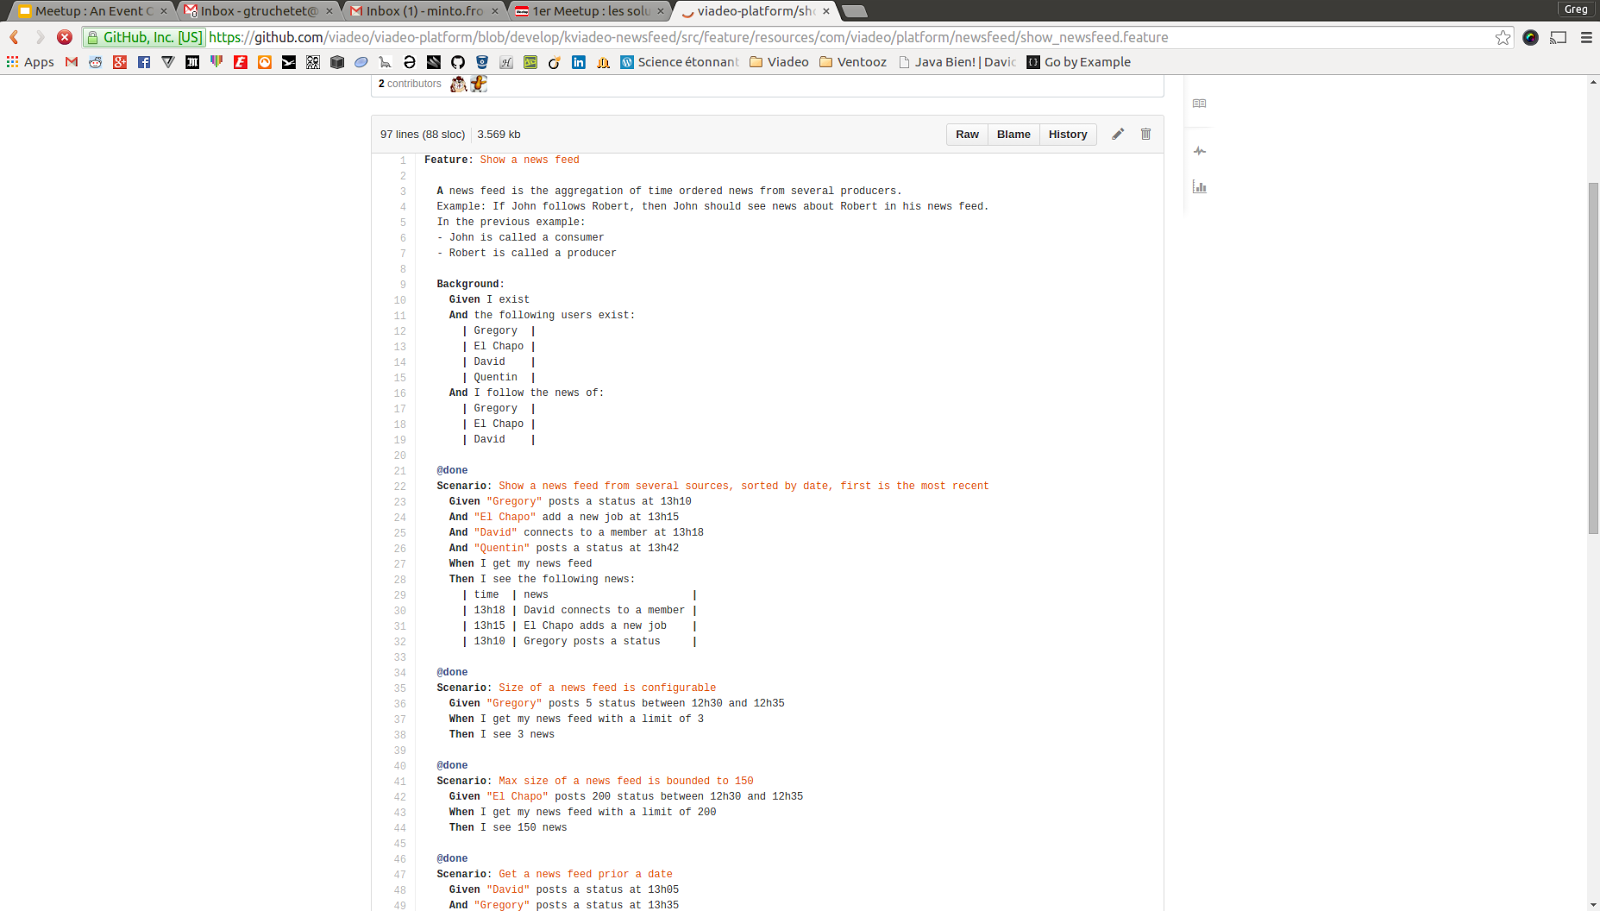 Meetup : An Event C
Inbox - gtruchetet@
Inbox (1) - minto.fro
1er Meetup : les solu
viadeo-platform/sho
Greg
GitHub, Inc. [US] https://github.com/viadeo/viadeo-platform/blob/develop/kviadeo-newsfeed/src/feature/resources/com/viadeo/platform/newsfeed/show_newsfeed.feature
Apps Science étonnant Viadeo Ventooz Java Bien! | Davi Go by Example
2 contributors
97 lines (88 sloc) 3.569 kb Raw Blame History
1 Feature: Show a news feed
2
3 A news feed is the aggregation of time ordered news from several producers.
4 Example: If John follows Robert, then John should see news about Robert in his news feed.
5 In the previous example:
6 - John is called a consumer
7 - Robert is called a producer
8
9 Background:
10 Given I exist
11 And the following users exist:
12 | Gregory |
13 | El Chapo |
14 | David |
15 | Quentin |
16 And I follow the news of:
17 | Gregory |
18 | El Chapo |
19 | David |
20
21 @done
22 Scenario: Show a news feed from several sources, sorted by date, first is the most recent
23 Given "Gregory" posts a status at 13h10
24 And "El Chapo" add a new job at 13h15
25 And "David" connects to a member at 13h18
26 And "Quentin" posts a status at 13h42
27 When I get my news feed
28 Then I see the following news:
29 | time | news |
30 | 13h18 | David connects to a member |
31 | 13h15 | El Chapo adds a new job |
32 | 13h10 | Gregory posts a status |
33
34 @done
35 Scenario: Size of a news feed is configurable
36 Given "Gregory" posts 5 status between 12h30 and 12h35
37 When I get my news feed with a limit of 3
38 Then I see 3 news
39
40 @done
41 Scenario: Max size of a news feed is bounded to 150
42 Given "El Chapo" posts 200 status between 12h30 and 12h35
43 When I get my news feed with a limit of 200
44 Then I see 150 news
45
46 @done
47 Scenario: Get a news feed prior a date
48 Given "David" posts a status at 13h05
49 And "Gregory" posts a status at 13h35